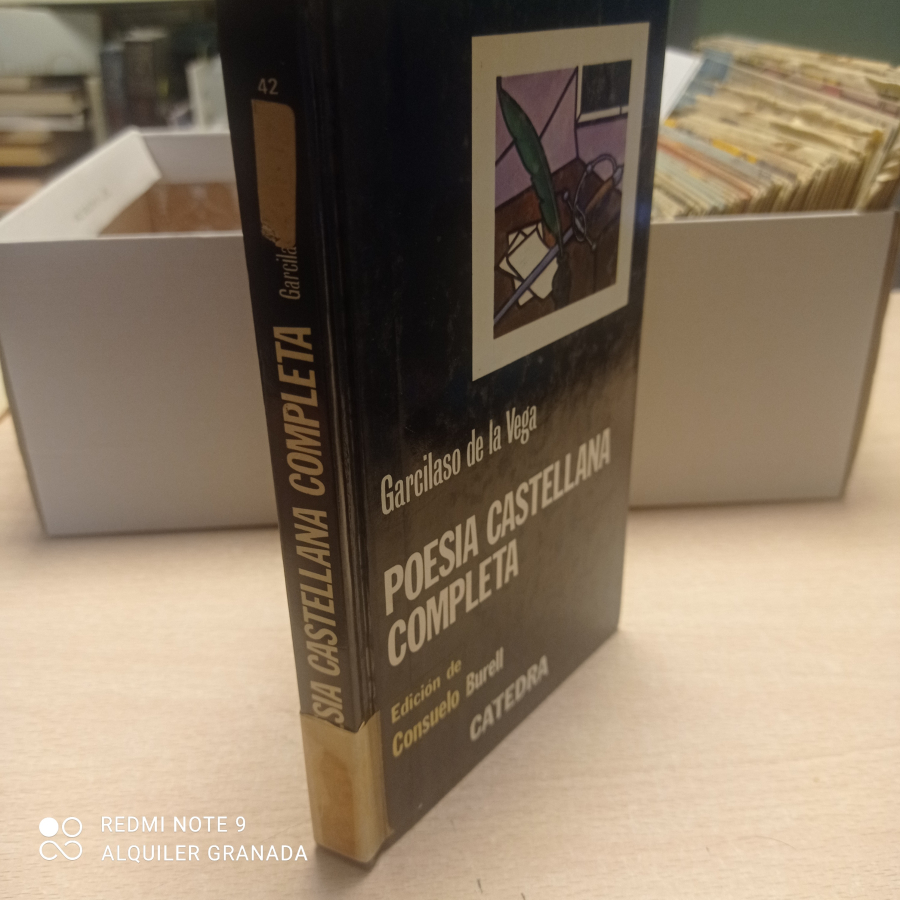 42
Garcila
SIA CASTELLANA COMPLETA
Garcilaso de la Vega
POESIA CASTELLANA
COMPLETA
Edición de
Consuelo Burell
CATEDRA
REDMI NOTE 9
ALQUILER GRANADA